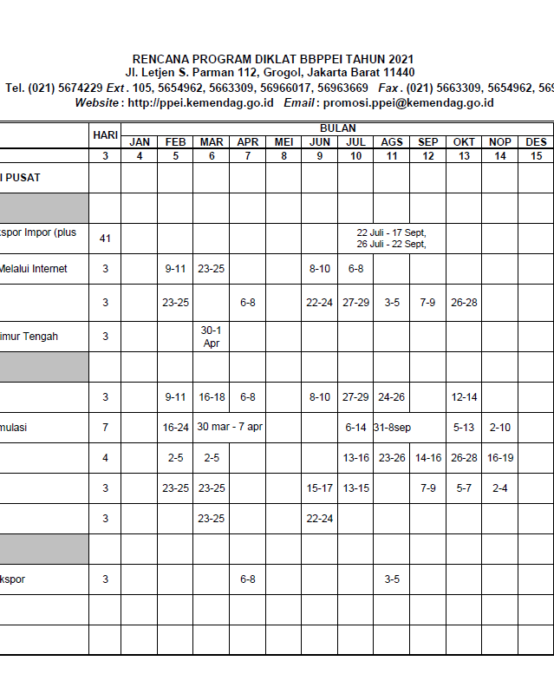 RENCANA PROGRAM DIKLAT BBPPEI TAHUN 2021
Jl. Letjen S. Parman 112, Grogol, Jakarta Barat 11440
Tel. (021) 5674229 Ext. 105, 5654962, 5663309, 56966017, 56963669 Fax. (021) 5663309, 5654962, 569
Website : http://ppei.kemendag.go.id Email : promosi.ppei@kemendag.go.id
HARI BULAN
JAN FEB MAR APR MEI JUN JUL AGS SEP OKT NOP DES
3 4 5 6 7 8 9 10 11 12 13 14 15
I PUSAT
spor Impor (plus 41 22 Juli - 17 Sept,
26 Juli - 22 Sept,
Melalui Internet 3 9-11 23-25 8-10 6-8
3 23-25 6-8 22-24 27-29 3-5 7-9 26-28
imur Tengah 3 30-1
Apr
3 9-11 16-18 6-8 8-10 27-29 24-26 12-14
mulasi 7 16-24 30 mar - 7 apr 6-14 31-8sep 5-13 2-10
4 2-5 2-5 13-16 23-26 14-16 26-28 16-19
3 23-25 23-25 15-17 13-15 7-9 5-7 2-4
3 23-25 22-24
kspor 3 6-8 3-5